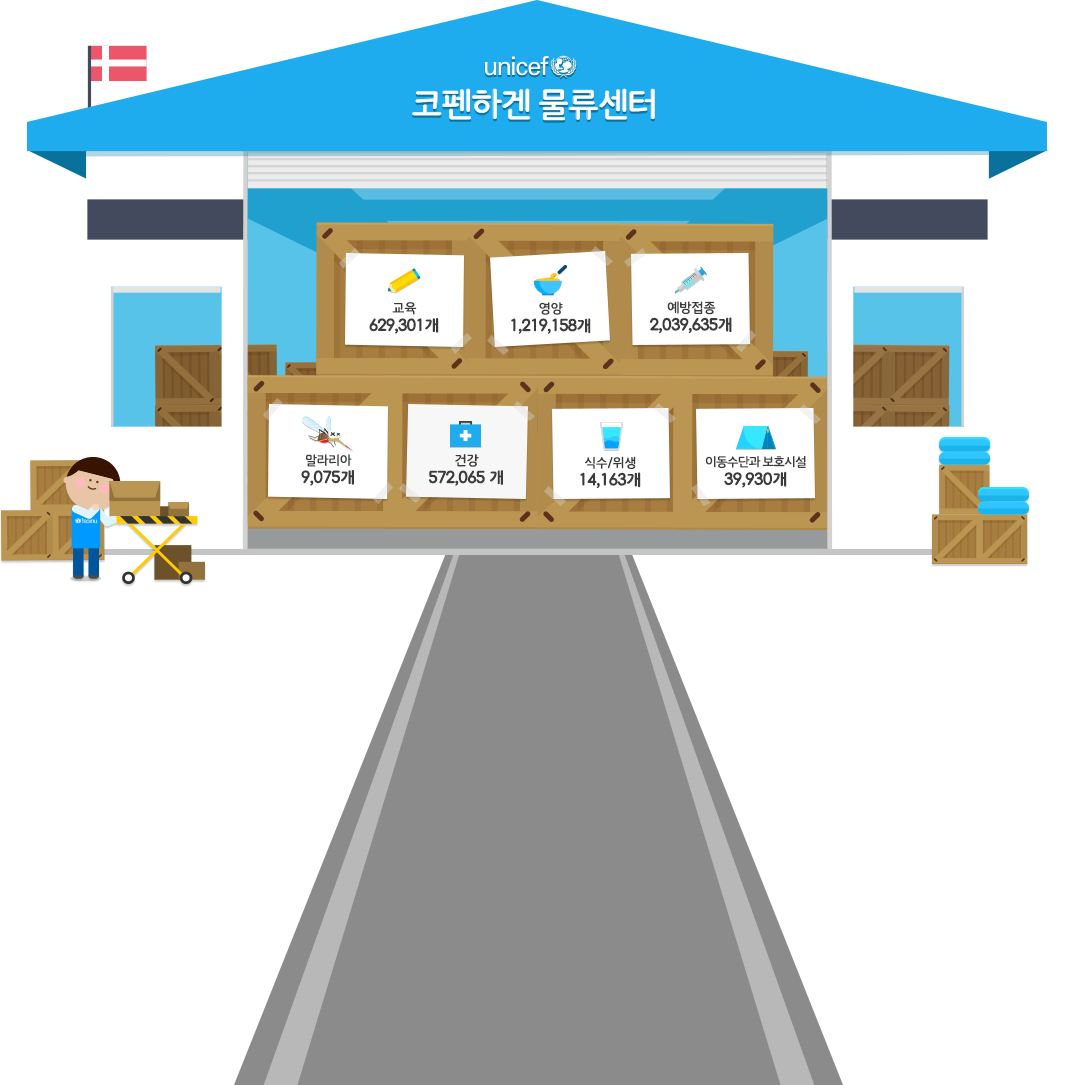 unicef
코펜하겐 물류센터
교육
629,301개
영양
1,219,158개
예방접종
2,039,635개
말라리아
9,075개
건강
572,065 개
식수/위생
14,163개
이동수단과 보호시설
39,930개